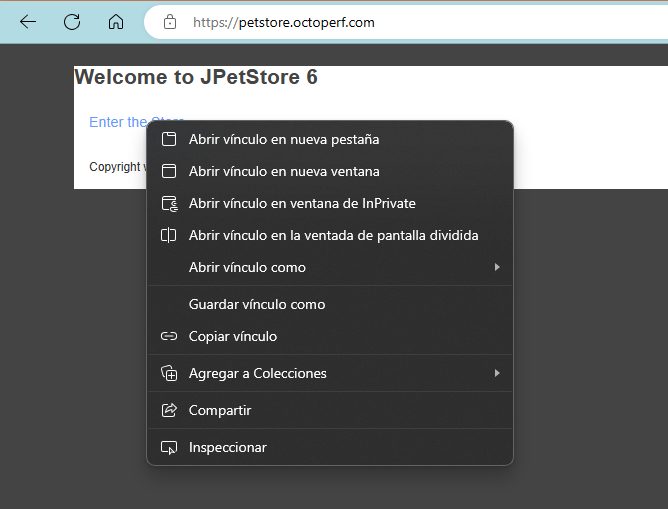 https://petstore.octoperf.com
Welcome to JPetStore 6
Enter the Store
Copyright
Abrir vínculo en nueva pestaña
Abrir vínculo en nueva ventana
Abrir vínculo en ventana de InPrivate
Abrir vínculo en la ventada de pantalla dividida
Abrir vínculo como
Guardar vínculo como
Copiar vínculo
Agregar a Colecciones
Compartir
Inspeccionar